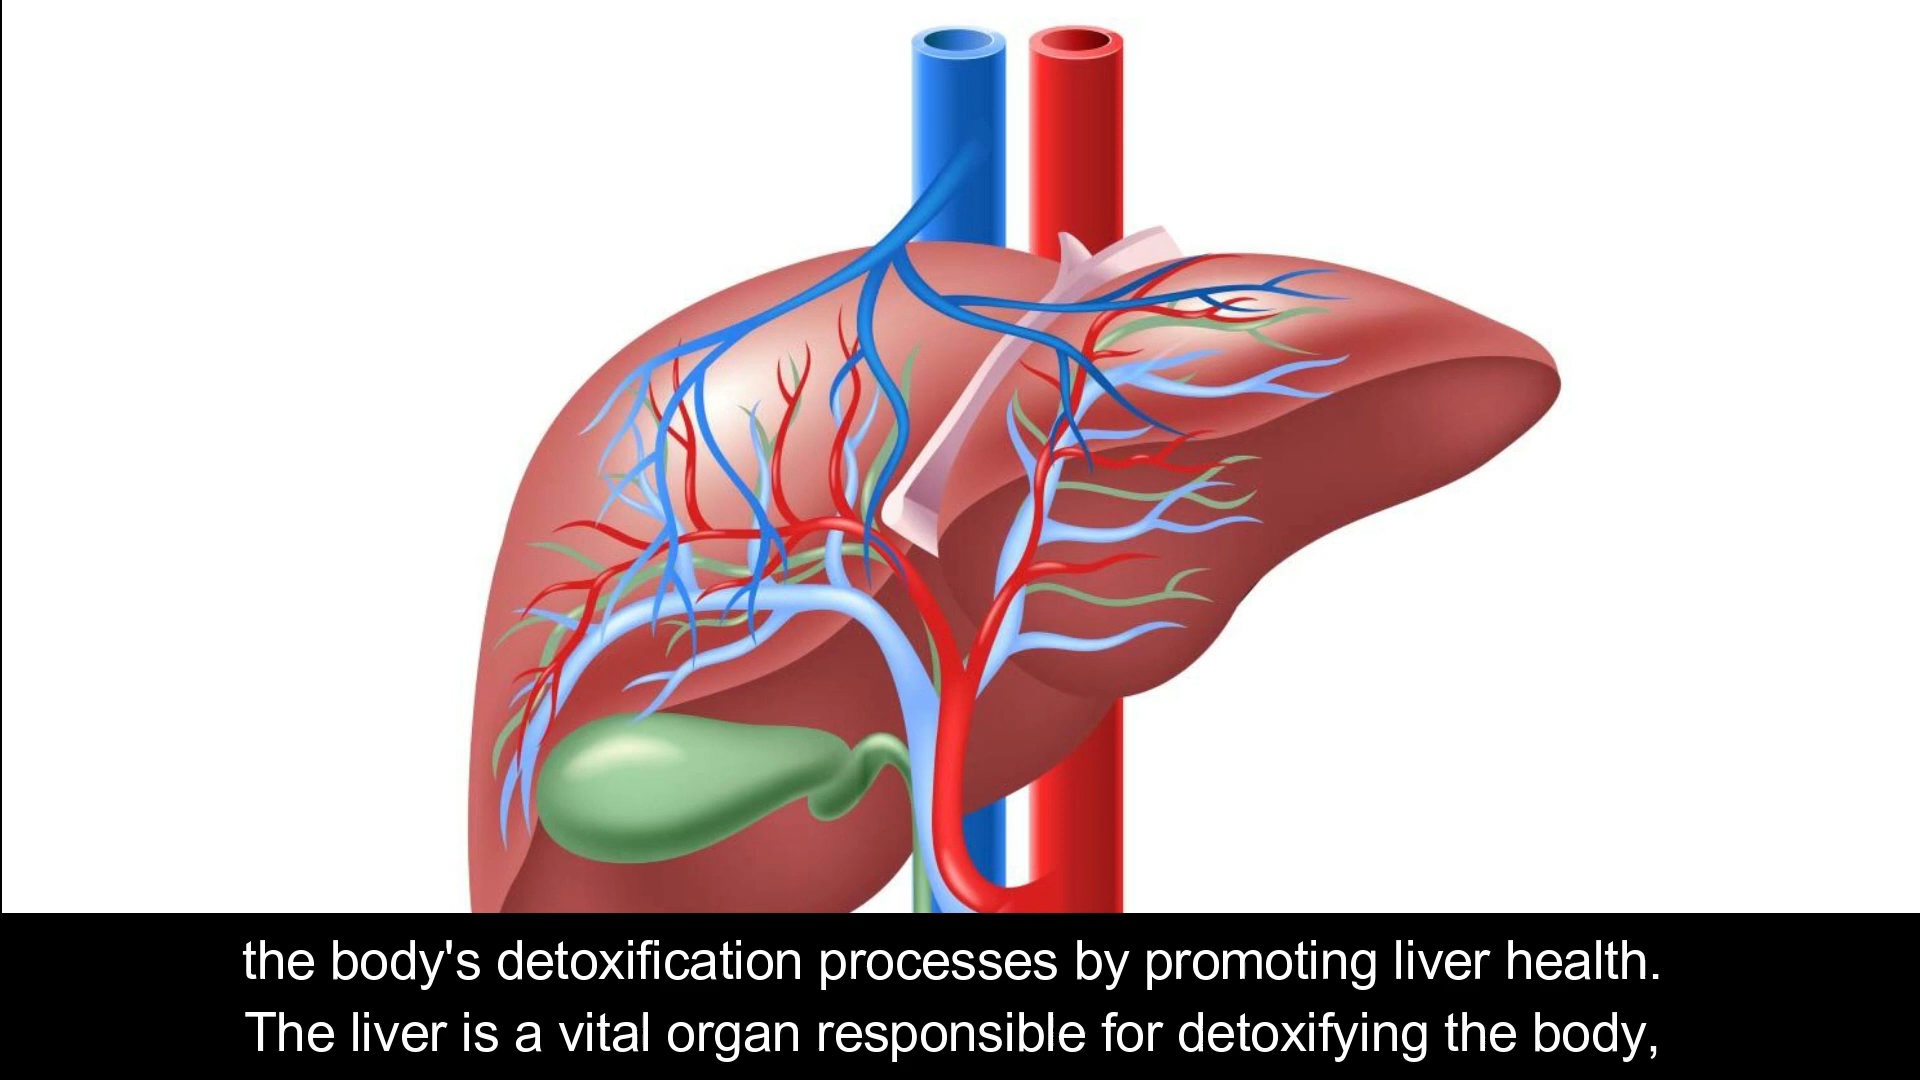 the body's detoxification processes by promoting liver health.
The liver is a vital organ responsible for detoxifying the body,